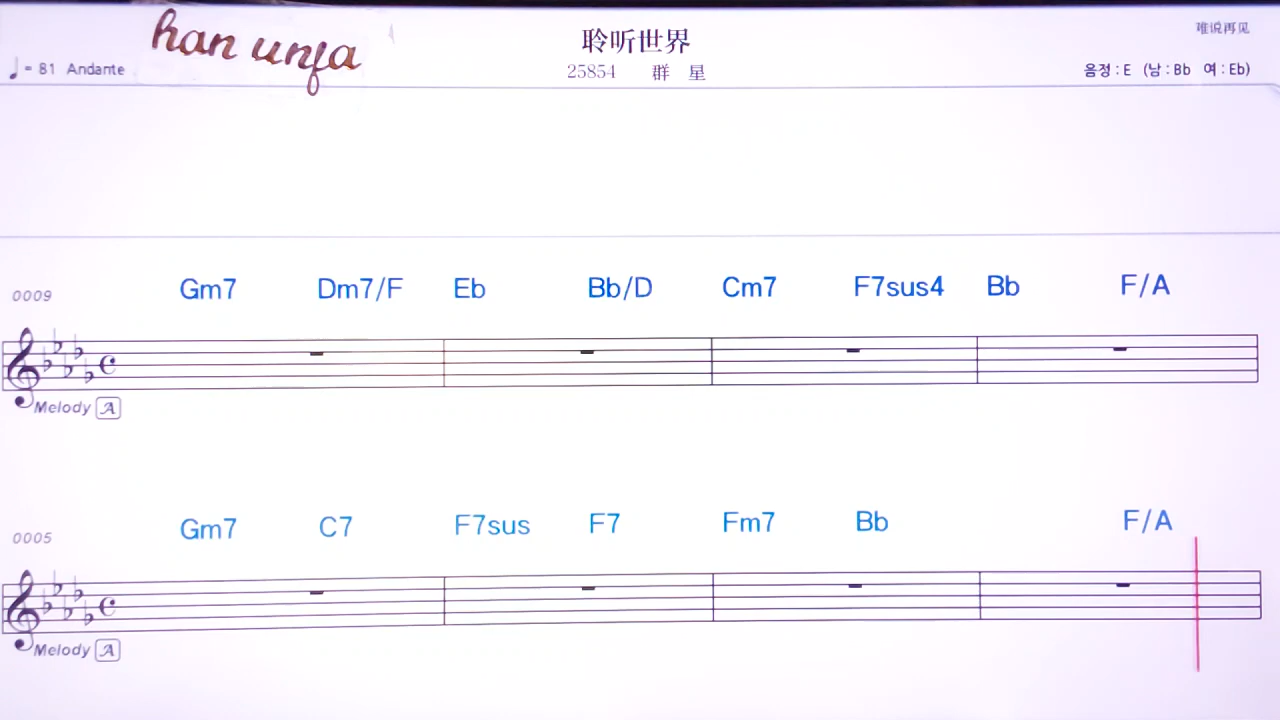 han unfa
聆听世界
难说再见
♩= 81 Andante
25854 群 星
음정 : E (남 : Bb 여 : Eb)
Gm7 Dm7/F Eb Bb/D Cm7 F7sus4 Bb F/A
0009
Melody A
Gm7 C7 F7sus F7 Fm7 Bb F/A
0005
Melody A